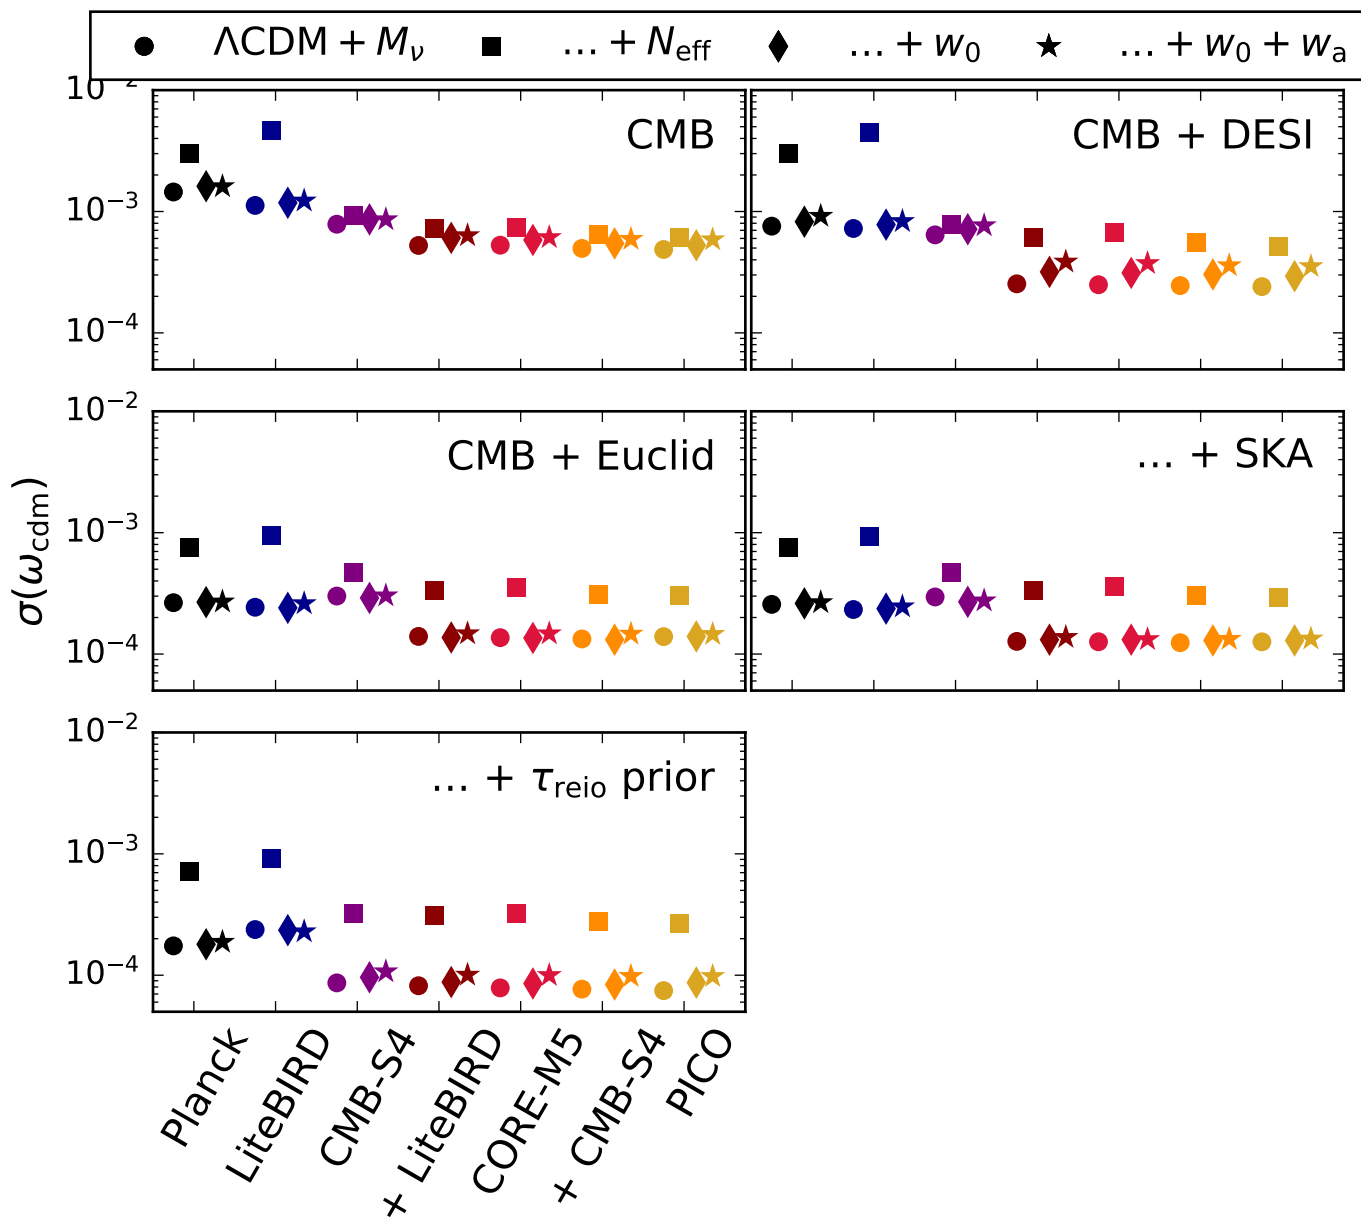 ΛCDM + M_ν  … + N_eff  … + w_0  … + w_0 + w_a
10^−2
CMB
CMB + DESI
10^−3
10^−4
10^−2
CMB + Euclid
… + SKA
10^−3
σ(ω_cdm)
10^−4
10^−2
… + τ_reio prior
10^−3
10^−4
Planck
LiteBIRD
CMB-S4
+ LiteBIRD
CORE-M5
+ CMB-S4
PICO